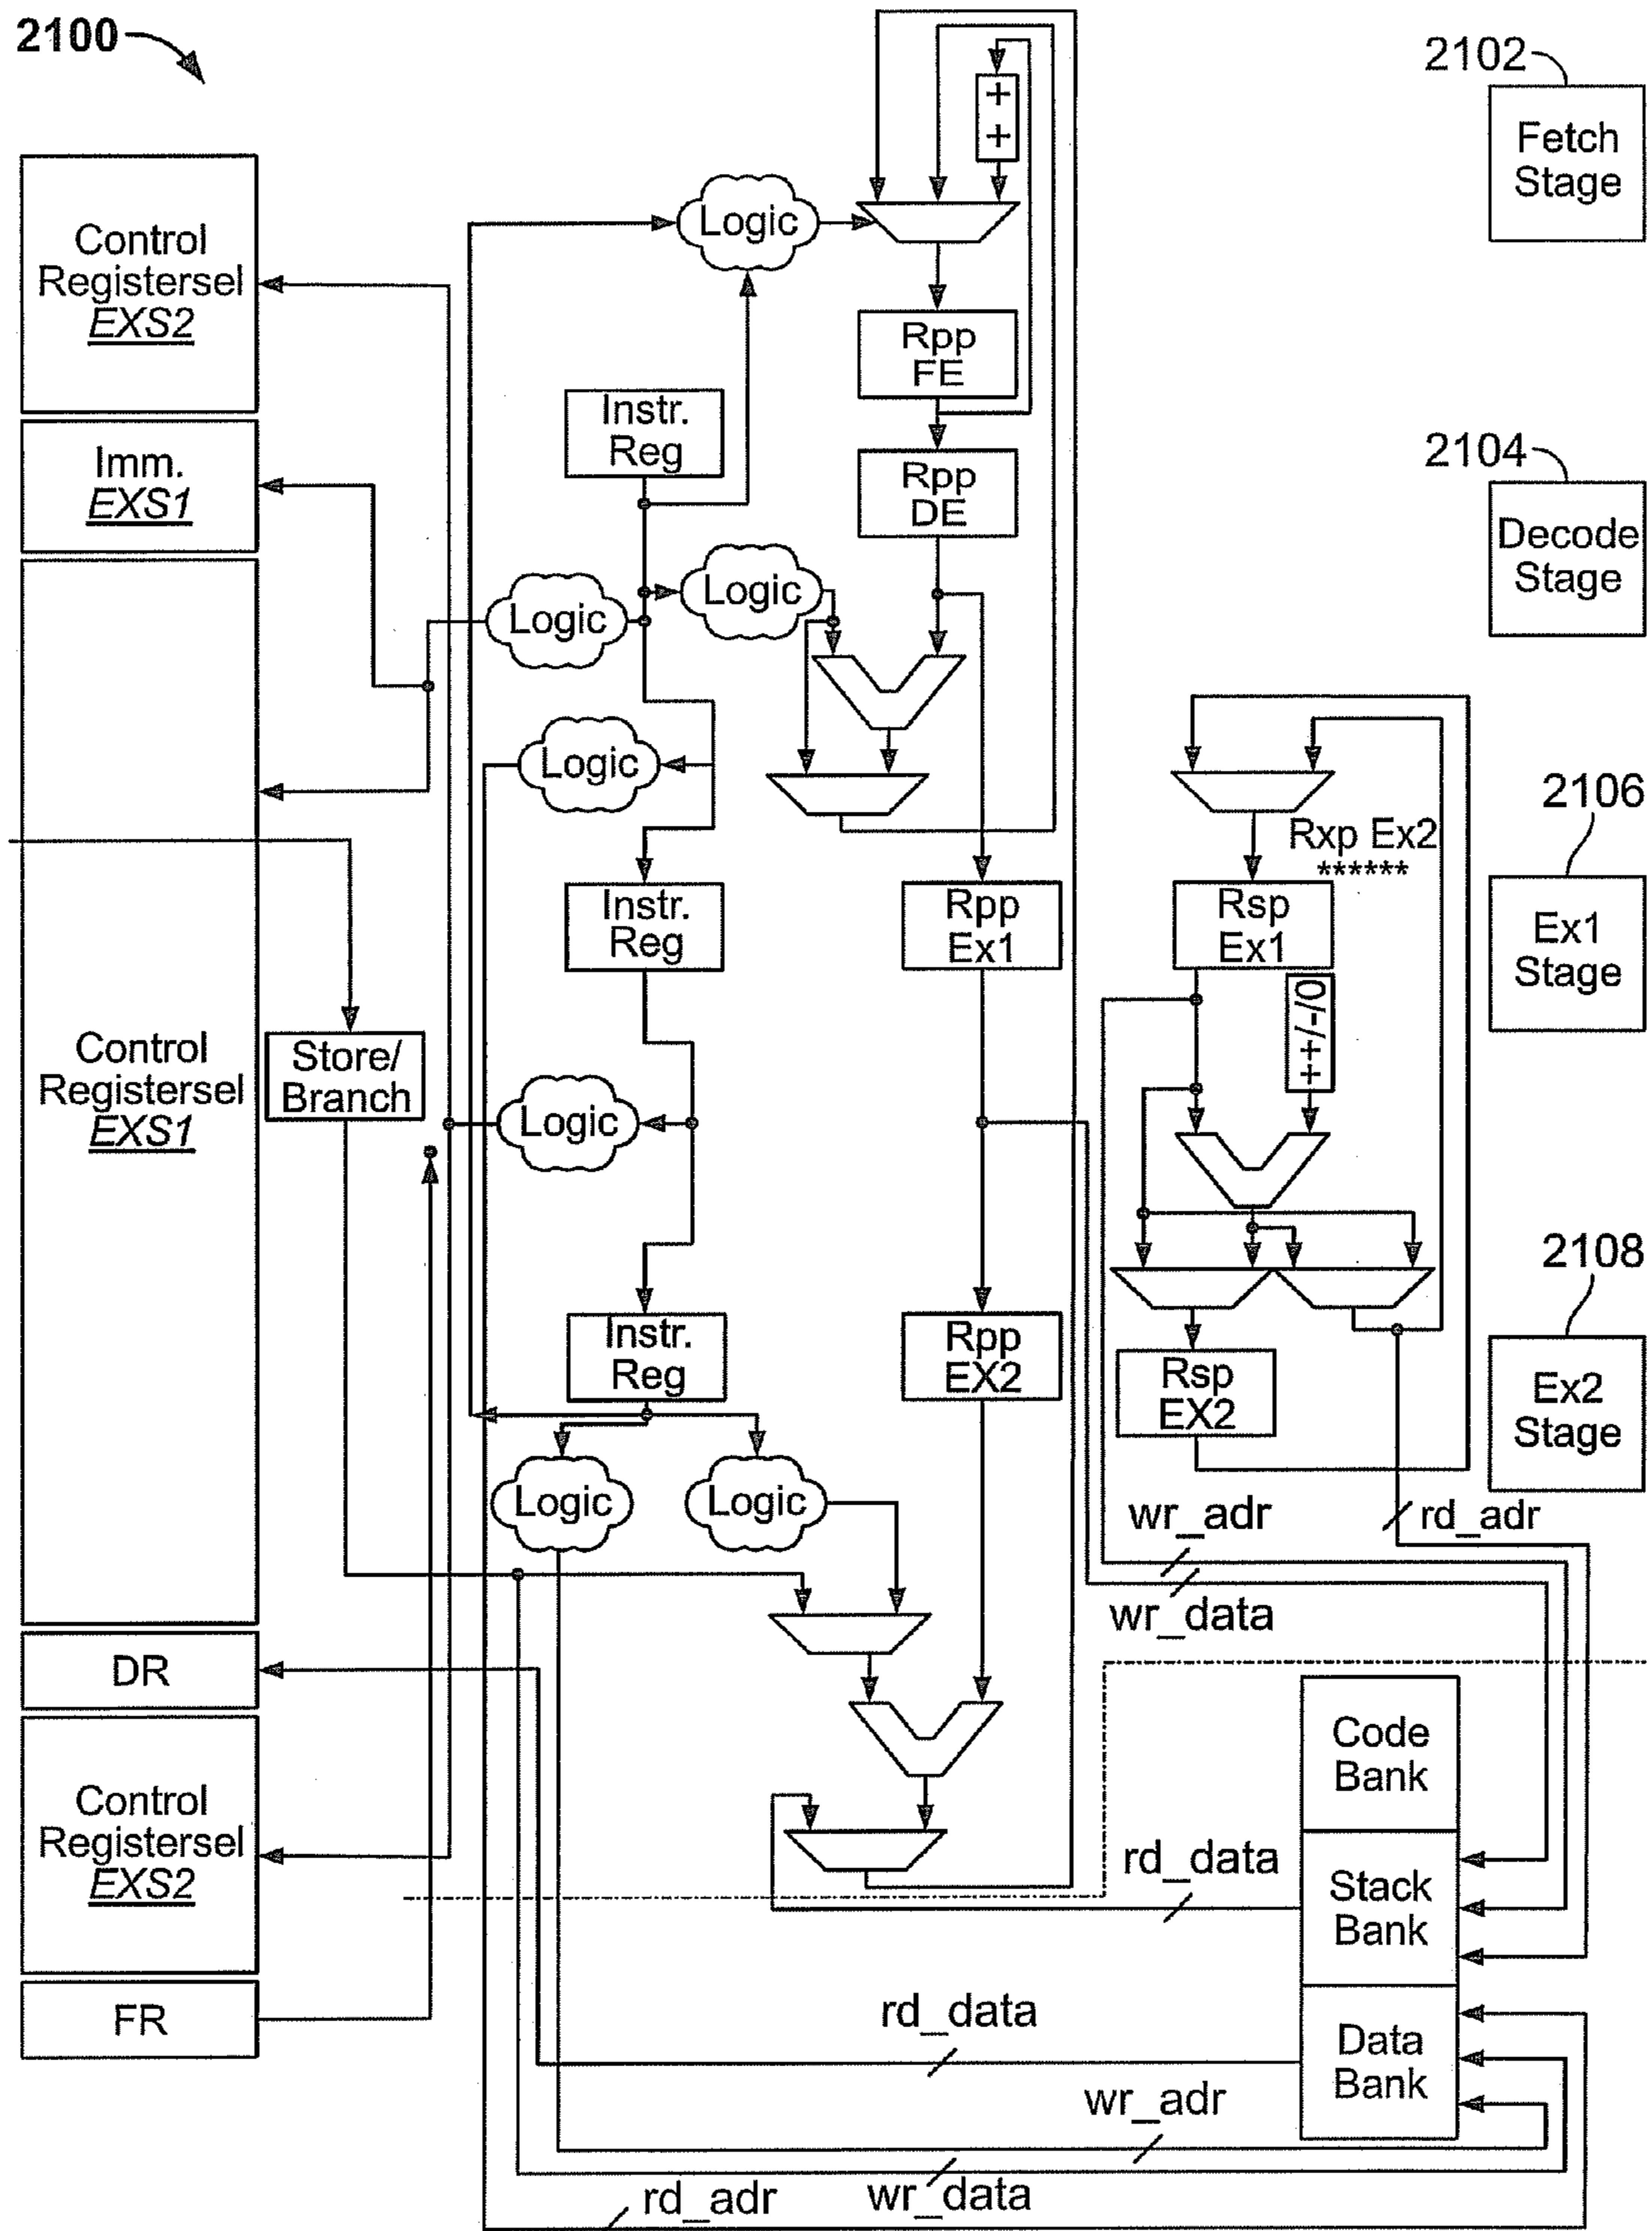 2100
2102
Fetch
Stage
+
+
Control
Registersel
EXS2
Logic
Rpp
FE
Instr.
Reg
2104
Imm.
EXS1
Rpp
DE
Decode
Stage
Logic
Logic
Logic
2106
Rxp Ex2
******
Instr.
Reg
Rpp
Ex1
Rsp
Ex1
Ex1
Stage
0/-/++
Control
Registersel
EXS1
Store/
Branch
Logic
2108
Instr.
Reg
Rpp
EX2
Rsp
EX2
Ex2
Stage
Logic
Logic
wr_adr
rd_adr
wr_data
DR
Code
Bank
Control
Registersel
EXS2
rd_data
Stack
Bank
FR
rd_data
Data
Bank
wr_adr
rd_adr
wr_data